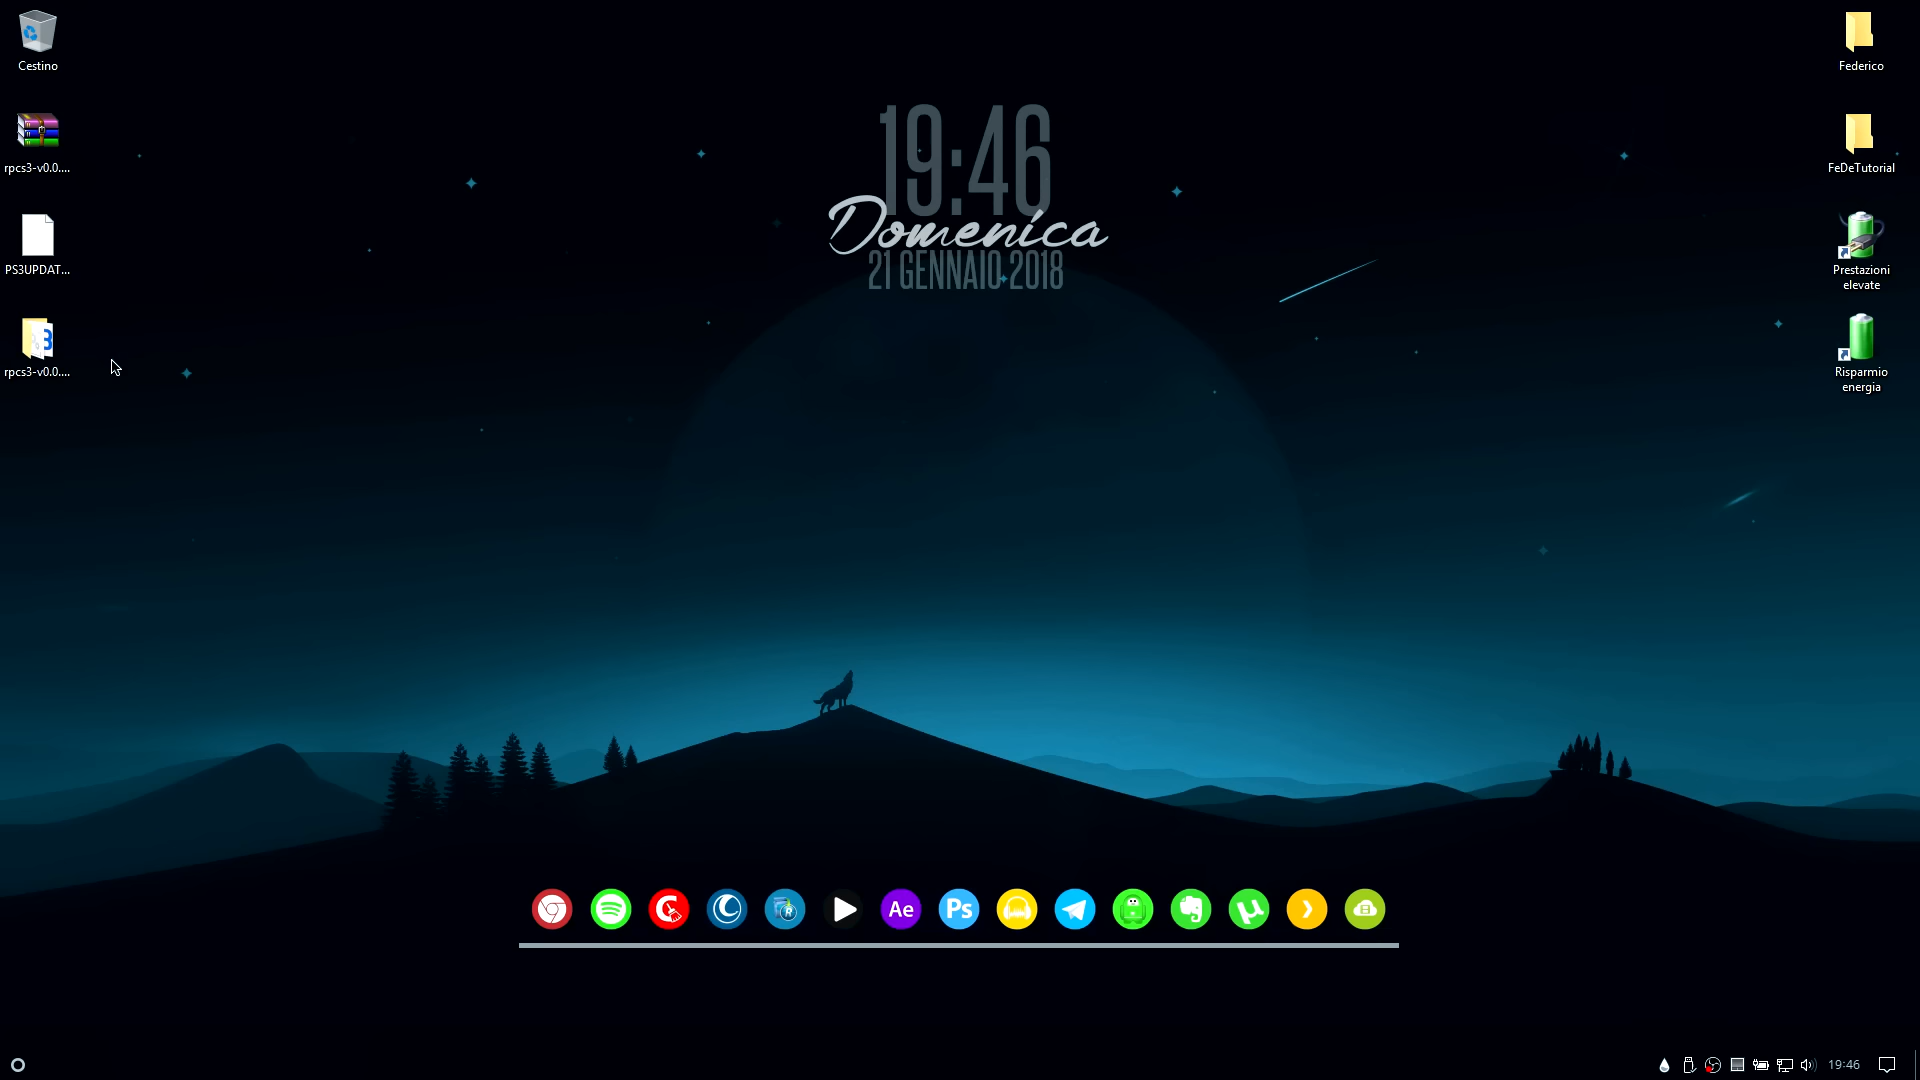 Cestino
rpcs3-v0.0....
PS3UPDAT...
rpcs3-v0.0....
19:46
Domenica
21 GENNAIO 2018
Federico
FeDeTutorial
Prestazioni
elevate
Risparmio
energia
Ae
Ps
19:46